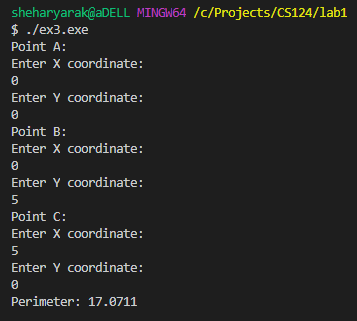 sheharyarak@aDELL MINGW64 /c/Projects/CS124/lab1
$ ./ex3.exe
Point A:
Enter X coordinate:
0
Enter Y coordinate:
0
Point B:
Enter X coordinate:
0
Enter Y coordinate:
5
Point C:
Enter X coordinate:
5
Enter Y coordinate:
0
Perimeter: 17.0711